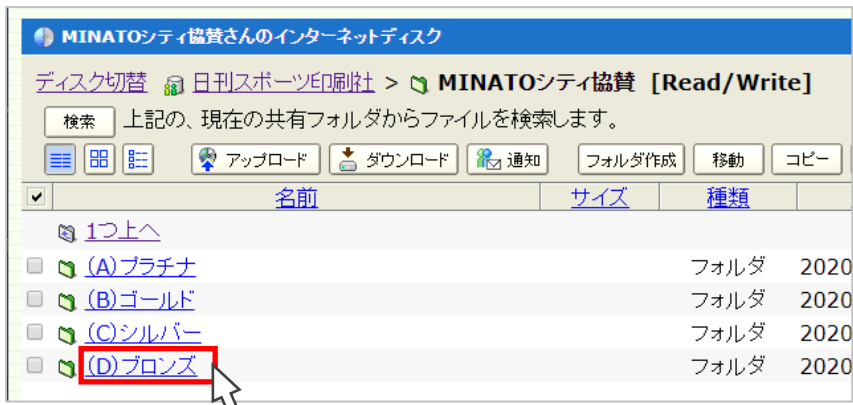 MINATOシティ協賛さんのインターネットディスク
ディスク切替 日刊スポーツ印刷社 > MINATOシティ協賛 [Read/Write]
検索 上記の、現在の共有フォルダからファイルを検索します。
アップロード ダウンロード 通知 フォルダ作成 移動 コピー
名前 サイズ 種類
1つ上へ
(A)プラチナ フォルダ 2020
(B)ゴールド フォルダ 2020
(C)シルバー フォルダ 2020
(D)ブロンズ フォルダ 2020